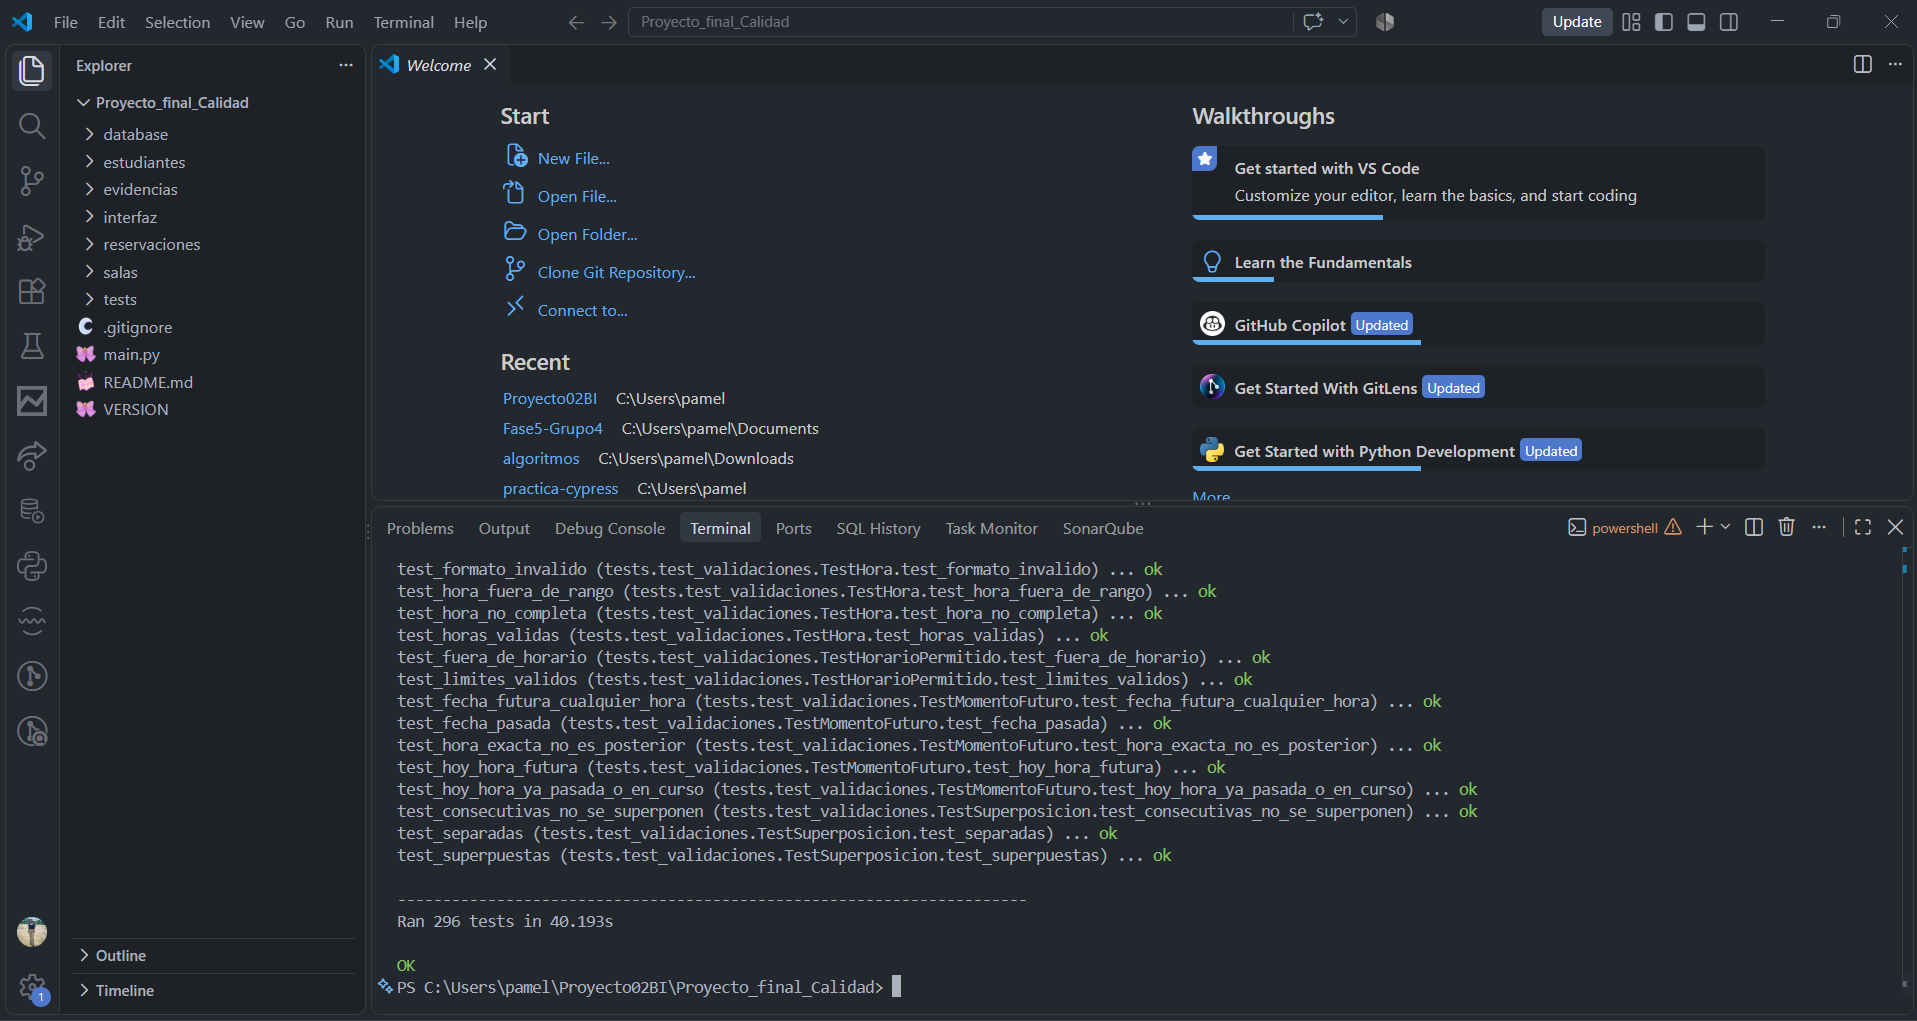 File Edit Selection View Go Run Terminal Help
Proyecto_final_Calidad
Update
Explorer
Proyecto_final_Calidad
database
estudiantes
evidencias
interfaz
reservaciones
salas
tests
.gitignore
main.py
README.md
VERSION
Outline
Timeline
1
Welcome
Start
New File...
Open File...
Open Folder...
Clone Git Repository...
Connect to...
Recent
Proyecto02BI C:\Users\pamel
Fase5-Grupo4 C:\Users\pamel\Documents
algoritmos C:\Users\pamel\Downloads
practica-cypress C:\Users\pamel
Walkthroughs
Get started with VS Code
Customize your editor, learn the basics, and start coding
Learn the Fundamentals
GitHub Copilot Updated
Get Started With GitLens Updated
Get Started with Python Development Updated
More
Problems Output Debug Console Terminal Ports SQL History Task Monitor SonarQube
powershell
test_formato_invalido (tests.test_validaciones.TestHora.test_formato_invalido) ... ok
test_hora_fuera_de_rango (tests.test_validaciones.TestHora.test_hora_fuera_de_rango) ... ok
test_hora_no_completa (tests.test_validaciones.TestHora.test_hora_no_completa) ... ok
test_horas_validas (tests.test_validaciones.TestHora.test_horas_validas) ... ok
test_fuera_de_horario (tests.test_validaciones.TestHorarioPermitido.test_fuera_de_horario) ... ok
test_limites_validos (tests.test_validaciones.TestHorarioPermitido.test_limites_validos) ... ok
test_fecha_futura_cualquier_hora (tests.test_validaciones.TestMomentoFuturo.test_fecha_futura_cualquier_hora) ... ok
test_fecha_pasada (tests.test_validaciones.TestMomentoFuturo.test_fecha_pasada) ... ok
test_hora_exacta_no_es_posterior (tests.test_validaciones.TestMomentoFuturo.test_hora_exacta_no_es_posterior) ... ok
test_hoy_hora_futura (tests.test_validaciones.TestMomentoFuturo.test_hoy_hora_futura) ... ok
test_hoy_hora_ya_pasada_o_en_curso (tests.test_validaciones.TestMomentoFuturo.test_hoy_hora_ya_pasada_o_en_curso) ... ok
test_consecutivas_no_se_superponen (tests.test_validaciones.TestSuperposicion.test_consecutivas_no_se_superponen) ... ok
test_separadas (tests.test_validaciones.TestSuperposicion.test_separadas) ... ok
test_superpuestas (tests.test_validaciones.TestSuperposicion.test_superpuestas) ... ok
----------------------------------------------------------------------
Ran 296 tests in 40.193s
OK
PS C:\Users\pamel\Proyecto02BI\Proyecto_final_Calidad>